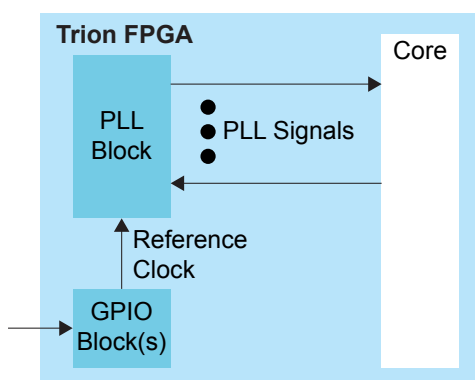 Trion FPGA
Core
PLL
Block
PLL Signals
Reference
Clock
GPIO
Block(s)